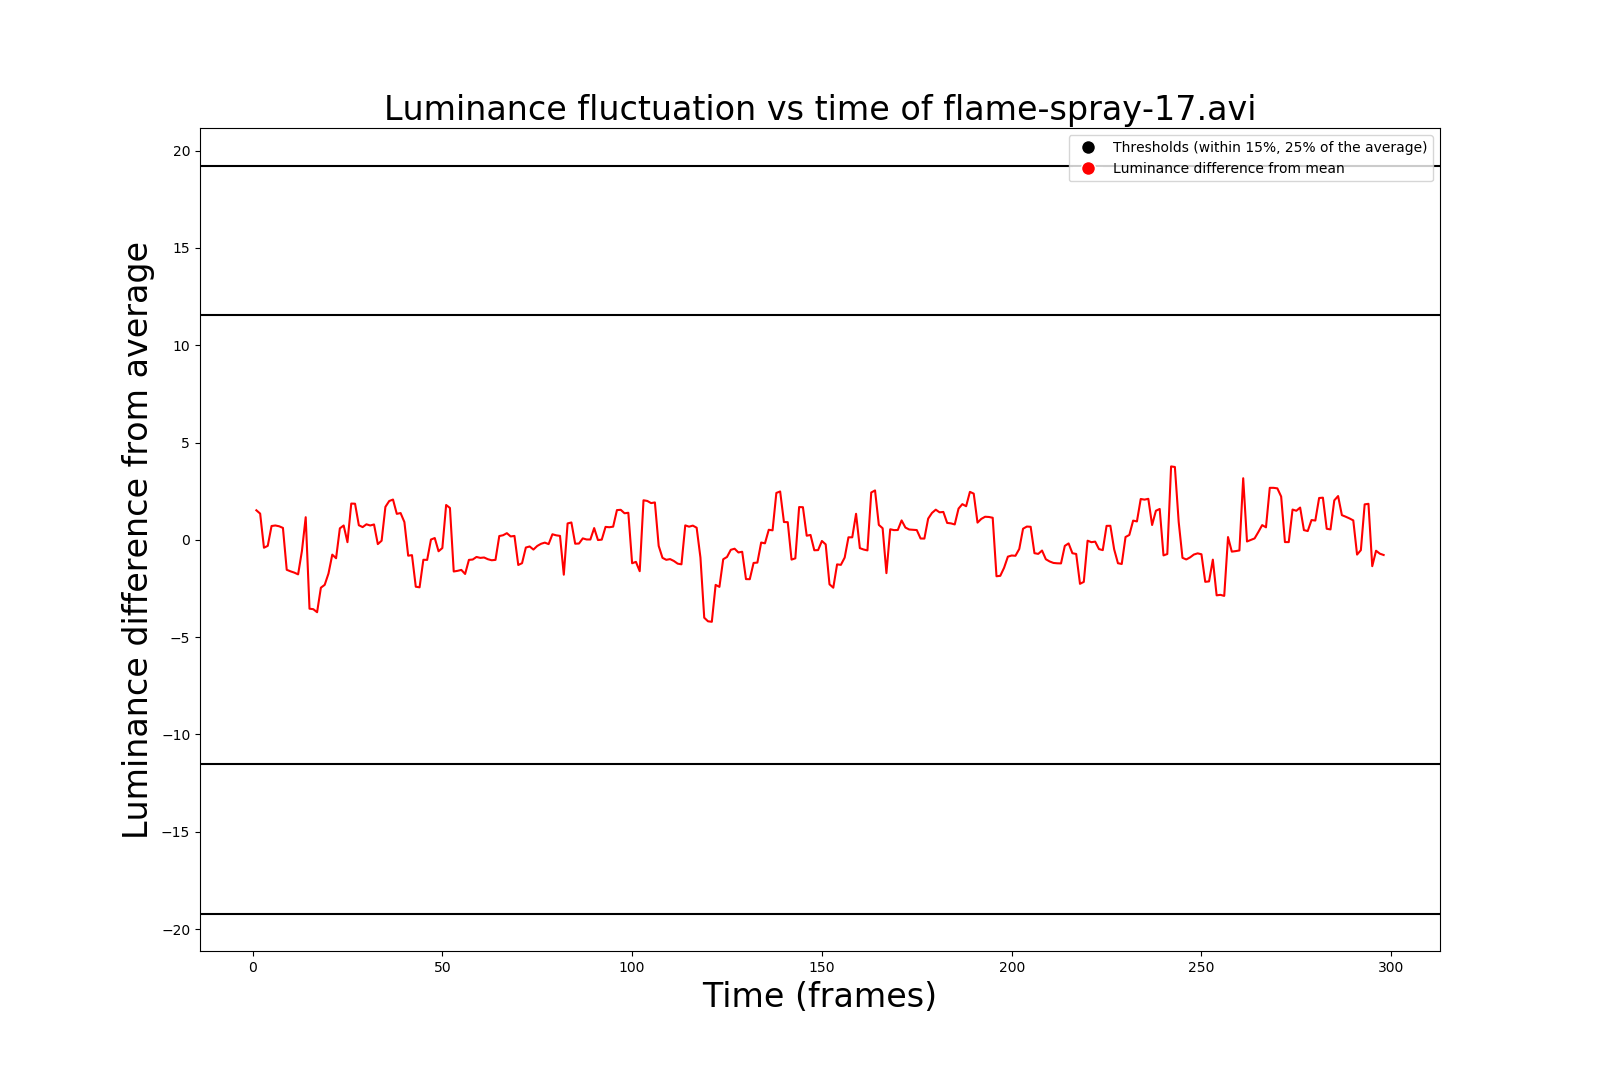 Luminance fluctuation vs time of flame-spray-17.avi
Thresholds (within 15%, 25% of the average)
Luminance difference from mean
Luminance difference from average
20
15
10
5
0
−5
−10
−15
−20
0 50 100 150 200 250 300
Time (frames)